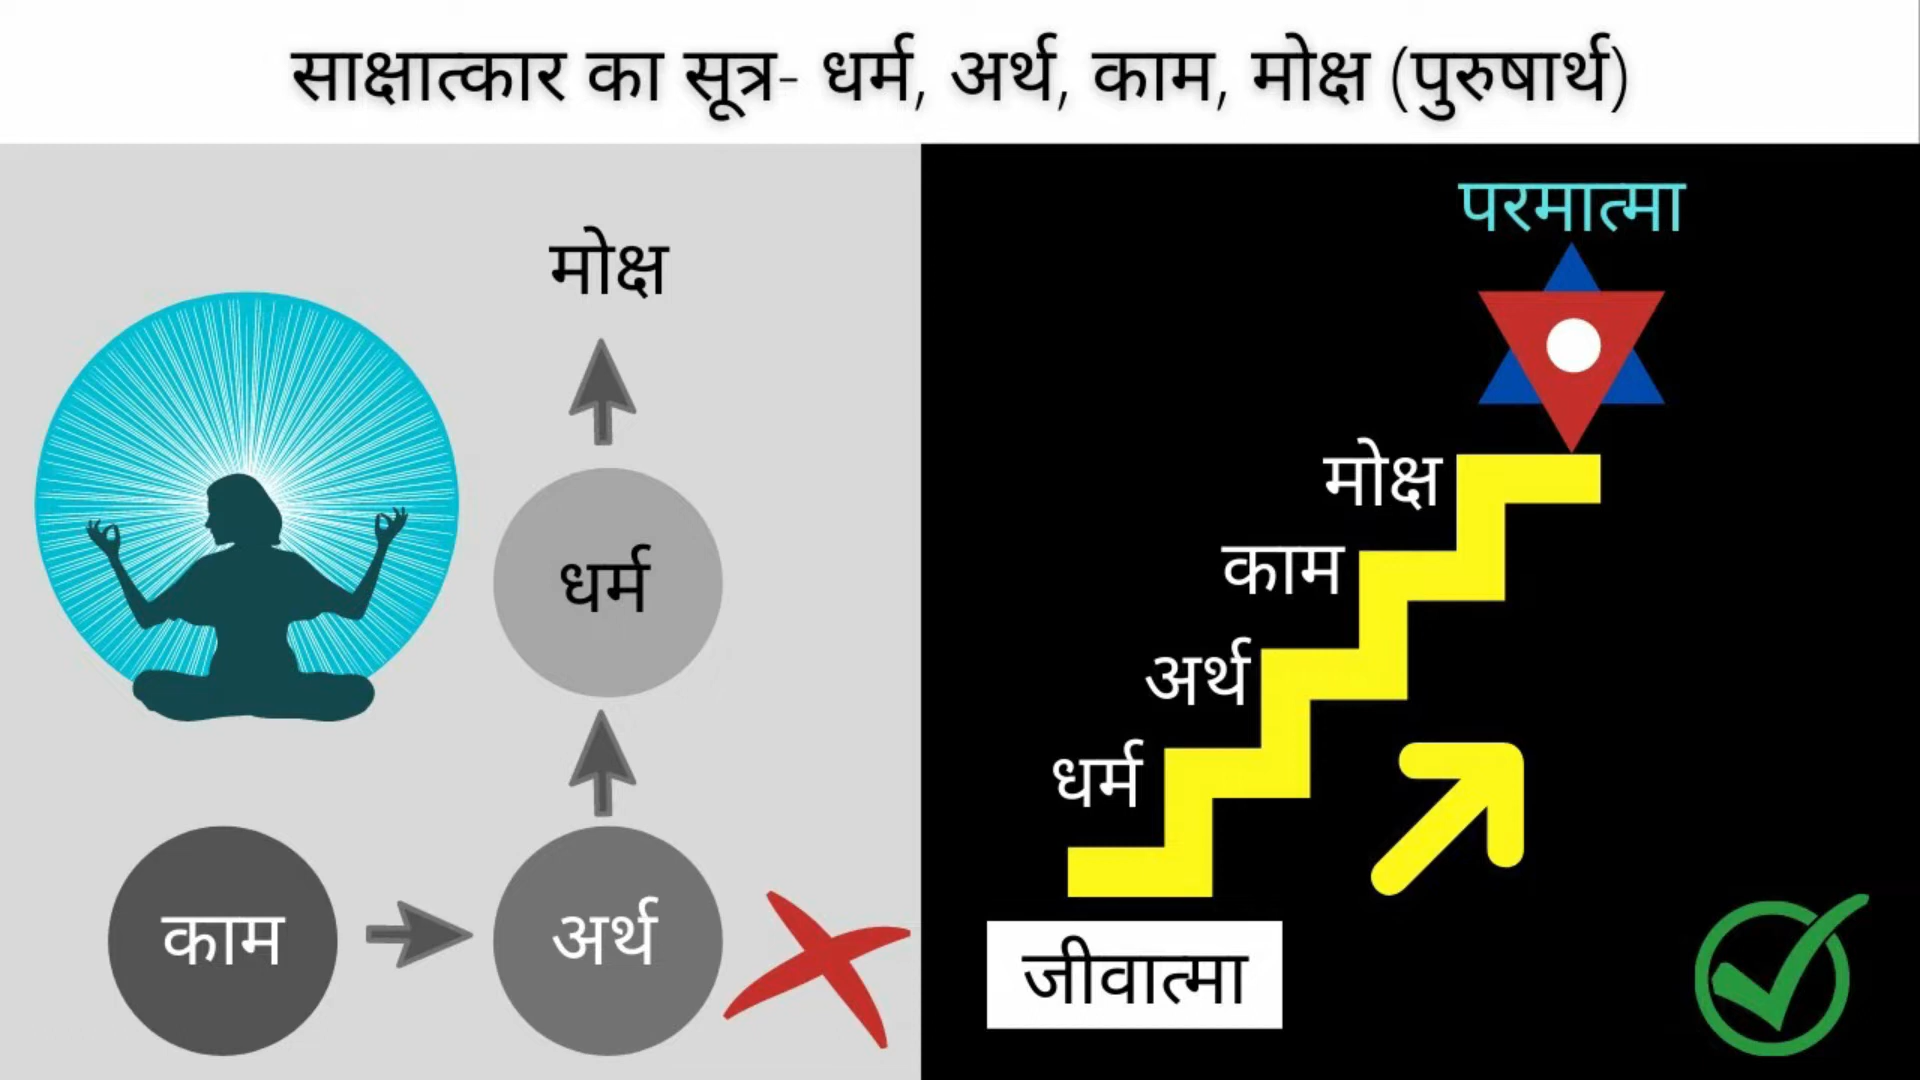 साक्षात्कार का सूत्र- धर्म, अर्थ, काम, मोक्ष (पुरुषार्थ)
मोक्ष
धर्म
काम
अर्थ
परमात्मा
मोक्ष
काम
अर्थ
धर्म
जीवात्मा